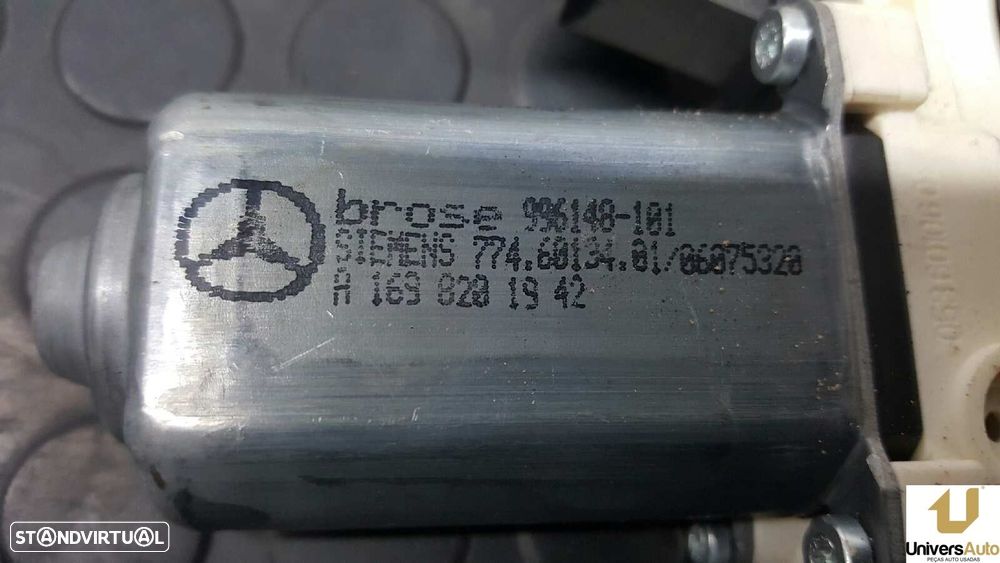 brose 996148-101
SIEMENS 774.60134.01/06075320
A 169 820 19 42
STANDVIRTUAL
UniversAuto
PEÇAS AUTO USADAS